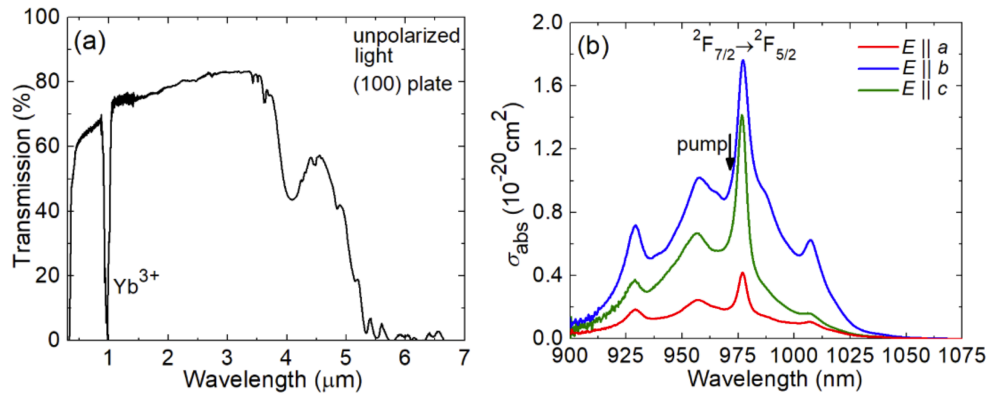 (a)
unpolarized
light
(100) plate
Yb³⁺
Transmission (%)
100
80
60
40
20
0
1 2 3 4 5 6 7
Wavelength (μm)
(b)
²F₇/₂→²F₅/₂
E || a
E || b
E || c
pump
σabs (10⁻²⁰cm²)
2.0
1.6
1.2
0.8
0.4
0.0
900 925 950 975 1000 1025 1050 1075
Wavelength (nm)